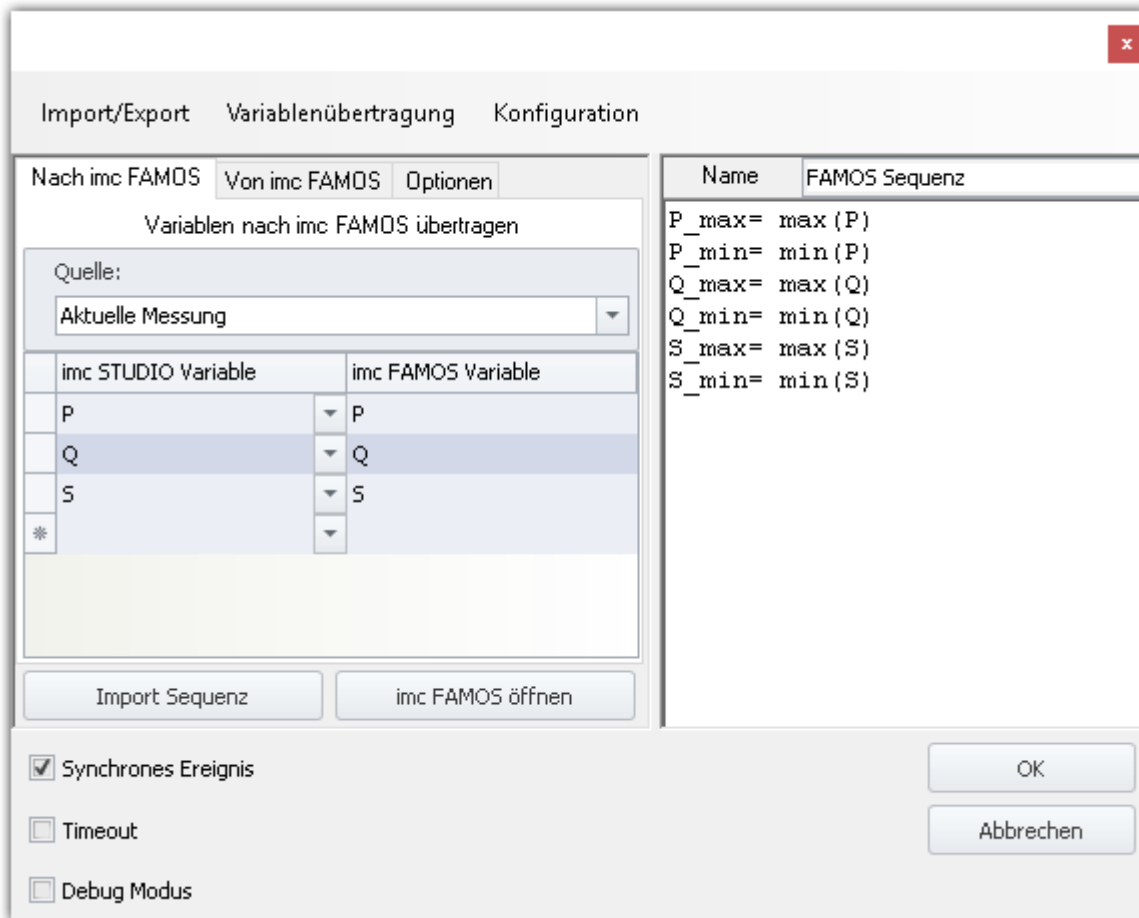 x
Import/Export Variablenübertragung Konfiguration
Nach imc FAMOS Von imc FAMOS Optionen
Variablen nach imc FAMOS übertragen
Quelle:
Aktuelle Messung
imc STUDIO Variable imc FAMOS Variable
P P
Q Q
S S
Import Sequenz imc FAMOS öffnen
Name FAMOS Sequenz
P_max= max(P)
P_min= min(P)
Q_max= max(Q)
Q_min= min(Q)
S_max= max(S)
S_min= min(S)
Synchrones Ereignis
Timeout
Debug Modus
OK
Abbrechen